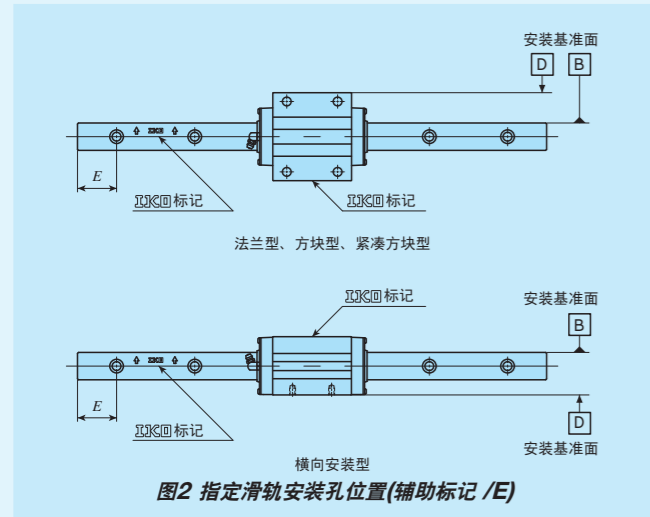 安装基准面
D B
IKO
E
IKO标记
IKO标记
法兰型、方块型、紧凑方块型
IKO标记
安装基准面
B
IKO
E
IKO标记
D
安装基准面
横向安装型
图2 指定滑轨安装孔位置(辅助标记 /E)